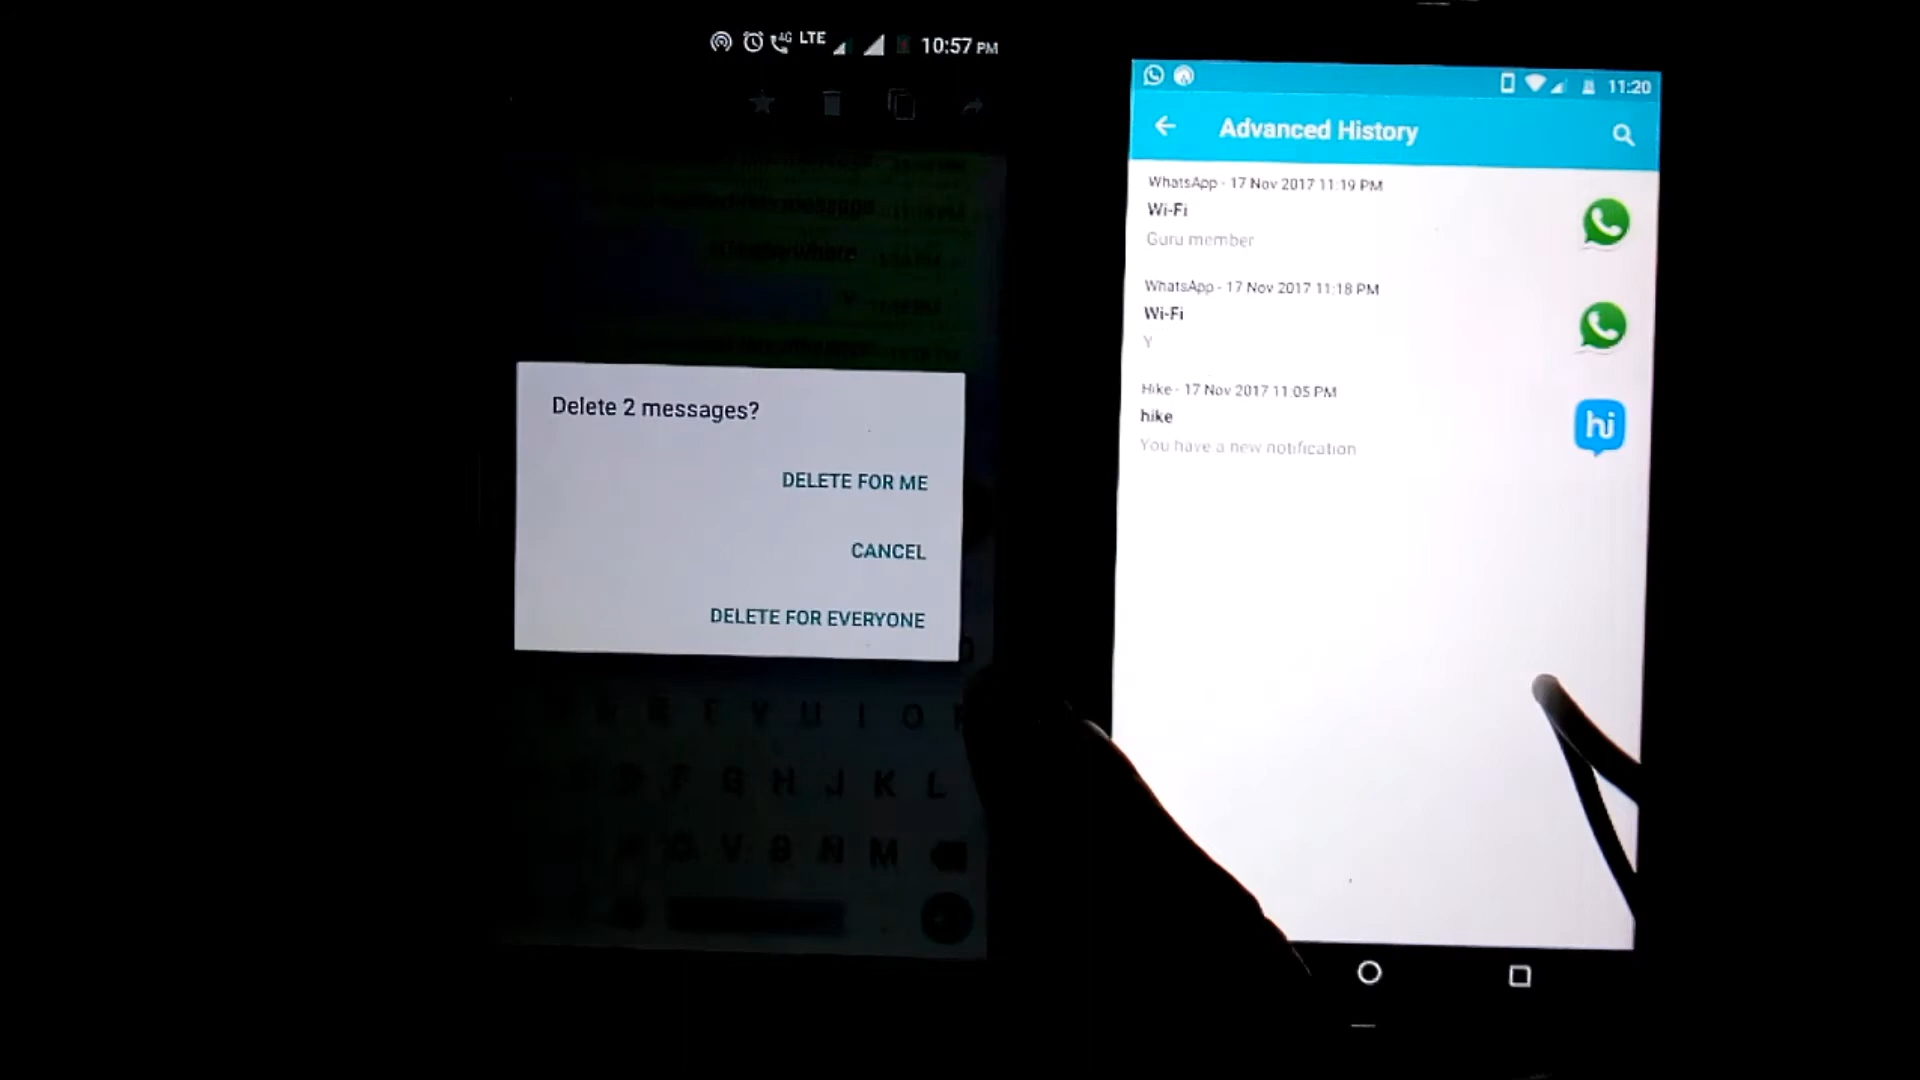 4G LTE 10:57 PM
Delete 2 messages?
DELETE FOR ME
CANCEL
DELETE FOR EVERYONE
T Y U I O
F G H J K L
V B N M
11:20
Advanced History
WhatsApp - 17 Nov 2017 11:19 PM
Wi-Fi
Guru member
WhatsApp - 17 Nov 2017 11:18 PM
Wi-Fi
Y
Hike - 17 Nov 2017 11:05 PM
hike
hi
You have a new notification